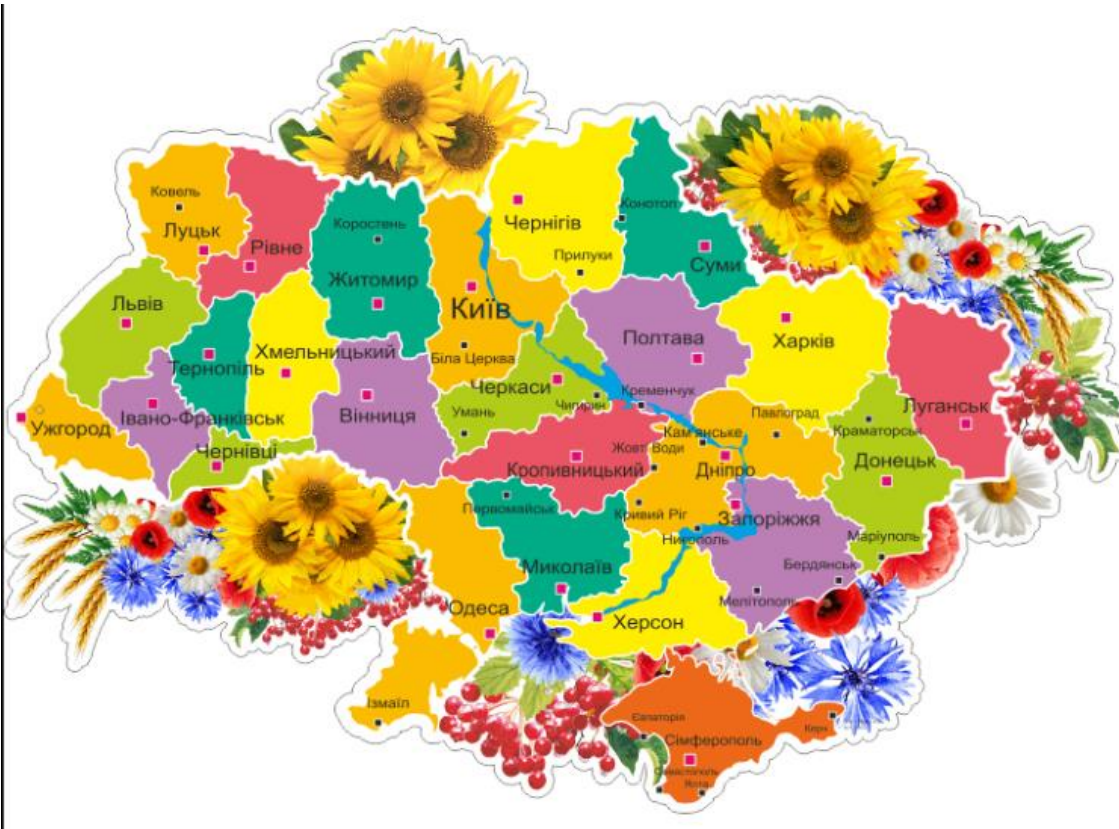 Ковель
Луцьк
Рівне
Коростень
Житомир
Київ
Чернігів
Прилуки
Конотоп
Суми
Львів
Тернопіль
Хмельницький
Біла Церква
Полтава
Харків
Ужгород
Івано-Франківськ
Чернівці
Вінниця
Черкаси
Умань
Чигирин
Кременчук
Павлоград
Краматорськ
Луганськ
Донецьк
Кам'янське
Жовті Води
Дніпро
Кропивницький
Первомайськ
Кривий Ріг
Запоріжжя
Нікополь
Маріуполь
Бердянськ
Мелітополь
Миколаїв
Херсон
Одеса
Ізмаїл
Євпаторія
Сімферополь
Керч
Севастополь
Ялта